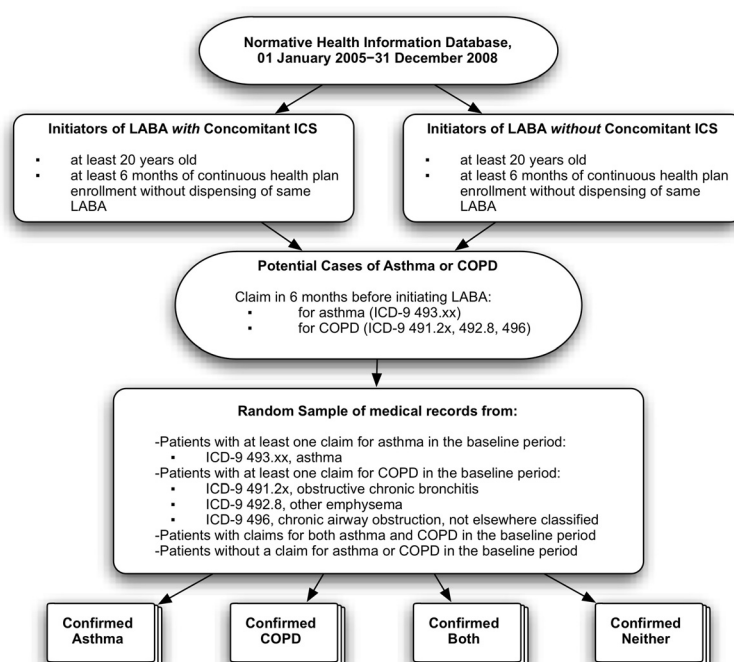 Normative Health Information Database,
01 January 2005–31 December 2008
Initiators of LABA with Concomitant ICS
▪ at least 20 years old
▪ at least 6 months of continuous health plan
enrollment without dispensing of same
LABA
Initiators of LABA without Concomitant ICS
▪ at least 20 years old
▪ at least 6 months of continuous health plan
enrollment without dispensing of same
LABA
Potential Cases of Asthma or COPD
Claim in 6 months before initiating LABA:
▪ for asthma (ICD-9 493.xx)
▪ for COPD (ICD-9 491.2x, 492.8, 496)
Random Sample of medical records from:
-Patients with at least one claim for asthma in the baseline period:
▪ ICD-9 493.xx, asthma
-Patients with at least one claim for COPD in the baseline period:
▪ ICD-9 491.2x, obstructive chronic bronchitis
▪ ICD-9 492.8, other emphysema
▪ ICD-9 496, chronic airway obstruction, not elsewhere classified
-Patients with claims for both asthma and COPD in the baseline period
-Patients without a claim for asthma or COPD in the baseline period
Confirmed
Asthma
Confirmed
COPD
Confirmed
Both
Confirmed
Neither